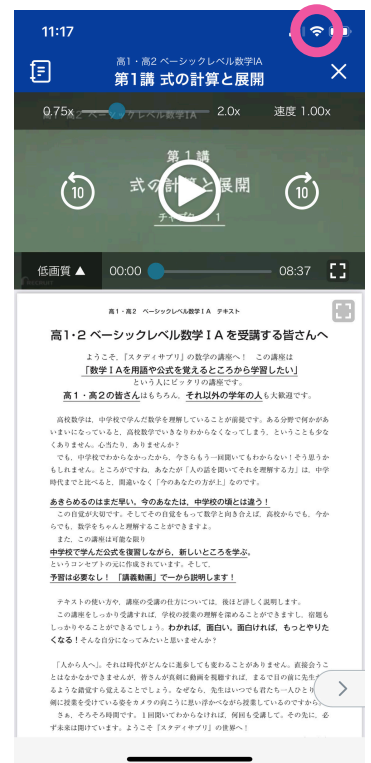 11:17
高1・高2 ベーシックレベル数学ⅠA
第1講 式の計算と展開
0.75x
2.0x
速度 1.00x
第1講
10
式の計算と展開
10
チャプター 1
低画質 ▲
00:00
08:37
高1・高2 ベーシックレベル数学ⅠA テキスト
高1・2 ベーシックレベル数学ⅠAを受講する皆さんへ
ようこそ、「スタディサプリ」の数学の講座へ! この講座は
「数学ⅠAを用語や公式を覚えるところから学習したい」
という人にピッタリの講座です。
高1・高2の皆さんはもちろん、それ以外の学年の人も大歓迎です。
高校数学は、中学校で学んだ数学を理解していることが前提です。ある分野で何かがあ
いまいになっていると、高校数学でいきなりわからなくなってしまう、ということも少な
くありません。心当たり、ありませんか?
でも、中学校でわからなかったから、今さらもう一回聞いてもわからない!そう思うか
もしれません。ところがですね、あなたが「人の話を聞いてそれを理解する力」は、中学
時代までと比べると、間違いなく「今のあなたの方が上」なのです。
あきらめるのはまだ早い。今のあなたは、中学校の頃とは違う!
この自覚が大切です。そしてその自覚をもって数学と向き合えば、高校からでも、今か
らでも、数学をちゃんと理解することができますよ。
また、この講座は可能な限り
中学校で学んだ公式を復習しながら、新しいところを学ぶ。
というコンセプトの元に作成されています。そして、
予習は必要なし! 「講義動画」で一から説明します!
テキストの使い方や、講座の受講の仕方については、後ほど詳しく説明します。
この講座をしっかり受講すれば、学校の授業の理解を深めることができますし、宿題も
しっかりやることができるでしょう。わかれば、面白い。面白ければ、もっとやりた
くなる!そんな自分になってみたいと思いませんか?
「人から人へ」。それは時代がどんなに進歩しても変わることがありません。直接会うこ
とはなかなかできませんが、皆さんが真剣に動画を視聴すれば、まるで目の前に先生が
るような錯覚すら覚えることでしょう。なぜなら、先生はいつでも君たち一人ひとり
剣に授業を受けている姿をカメラの向こうに思い浮かべながら授業しているのですか
さぁ、そろそろ時間です。1回聞いてわからなければ、何回も受講して。その先に、必
ず未来は開けています。ようこそ「スタディサプリ」の世界へ!